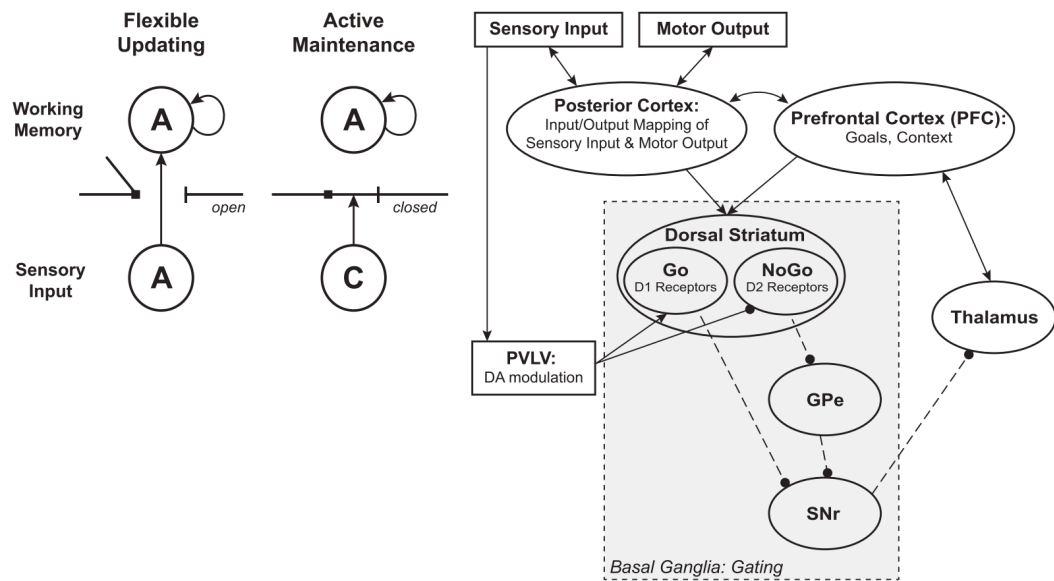 Flexible
Updating
Active
Maintenance
Working
Memory
A
A
open
closed
Sensory
Input
A
C
Sensory Input
Motor Output
Posterior Cortex:
Input/Output Mapping of
Sensory Input & Motor Output
Prefrontal Cortex (PFC):
Goals, Context
Dorsal Striatum
Go
D1 Receptors
NoGo
D2 Receptors
Thalamus
PVLV:
DA modulation
GPe
SNr
Basal Ganglia: Gating